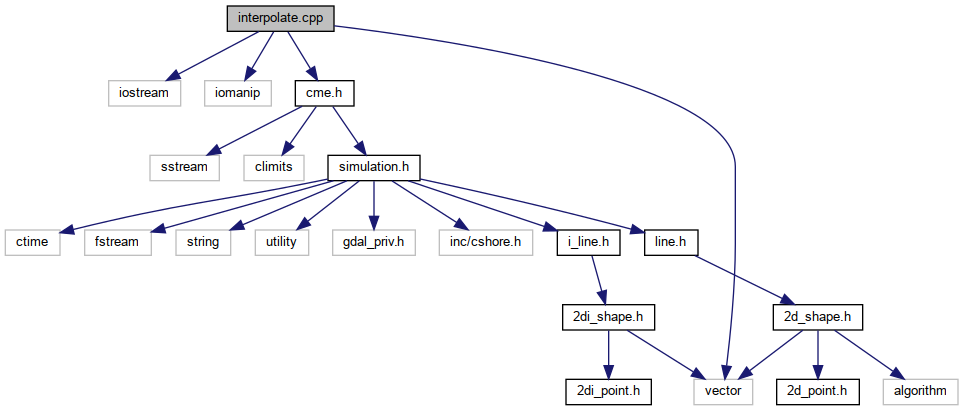 interpolate.cpp
iostream
iomanip
cme.h
sstream
climits
simulation.h
ctime
fstream
string
utility
gdal_priv.h
inc/cshore.h
i_line.h
line.h
2di_shape.h
2d_shape.h
2di_point.h
vector
2d_point.h
algorithm